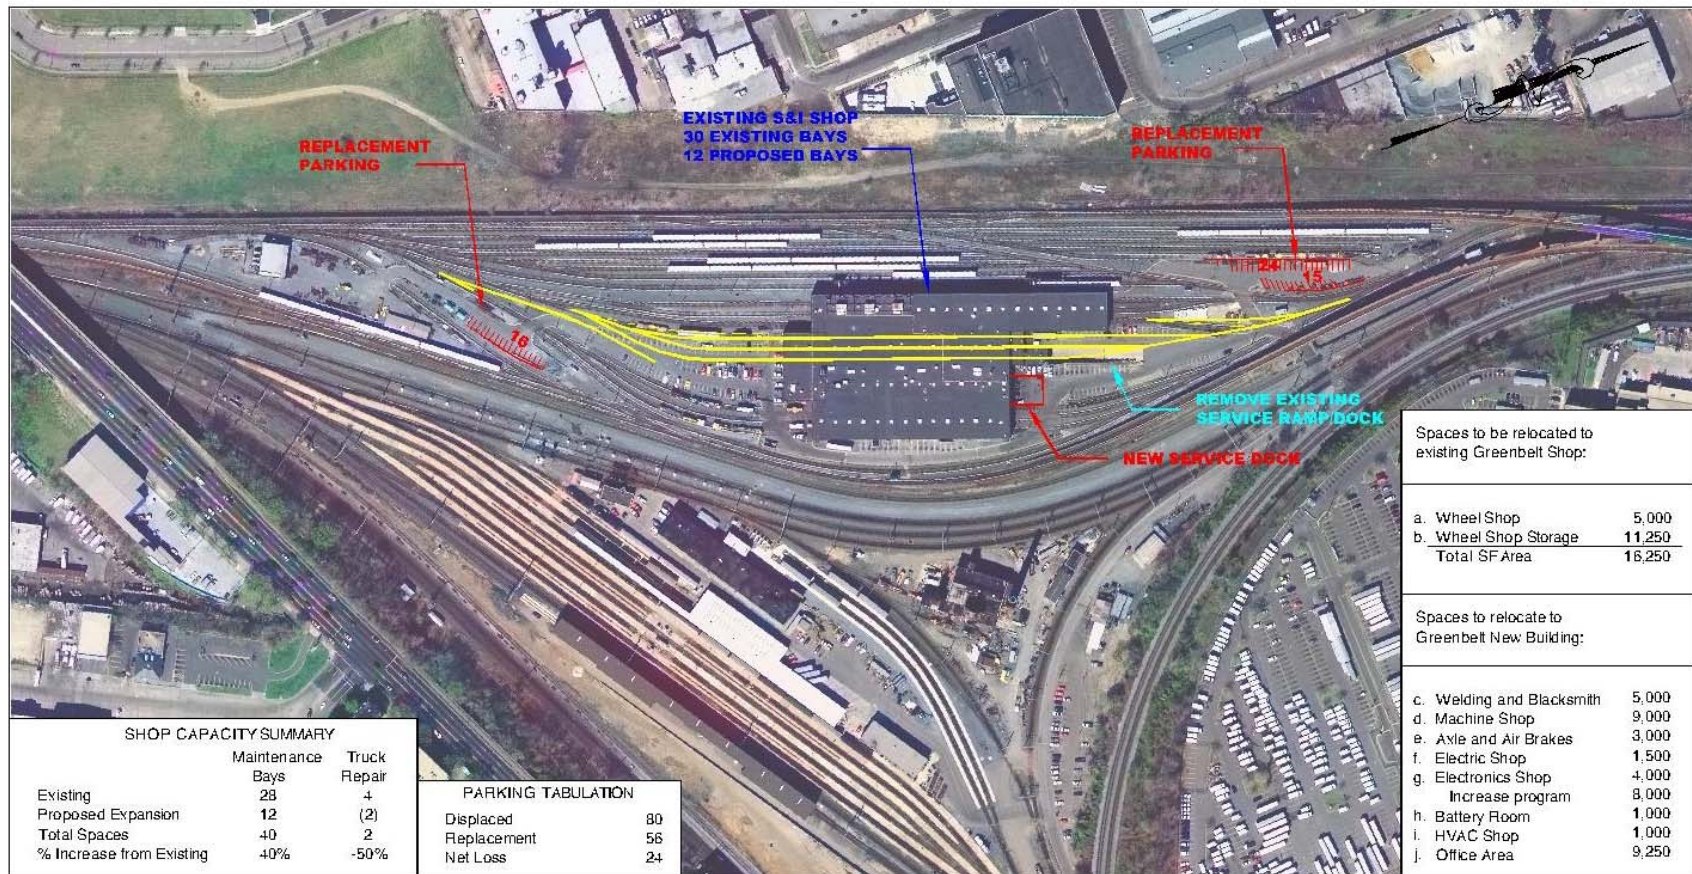 EXISTING S&I SHOP
30 EXISTING BAYS
12 PROPOSED BAYS
REPLACEMENT
PARKING
REPLACEMENT
PARKING
24
15
16
REMOVE EXISTING
SERVICE RAMP/DOCK
NEW SERVICE DOCK
Spaces to be relocated to
existing Greenbelt Shop:
a. Wheel Shop 5,000
b. Wheel Shop Storage 11,250
Total SF Area 16,250
Spaces to relocate to
Greenbelt New Building:
c. Welding and Blacksmith 5,000
d. Machine Shop 9,000
e. Axle and Air Brakes 3,000
f. Electric Shop 1,500
g. Electronics Shop 4,000
Increase program 8,000
h. Battery Room 1,000
i. HVAC Shop 1,000
j. Office Area 9,250
SHOP CAPACITY SUMMARY
Maintenance Truck
Bays Repair
Existing 28 4
Proposed Expansion 12 (2)
Total Spaces 40 2
% Increase from Existing 40% -50%
PARKING TABULATION
Displaced 80
Replacement 56
Net Loss 24